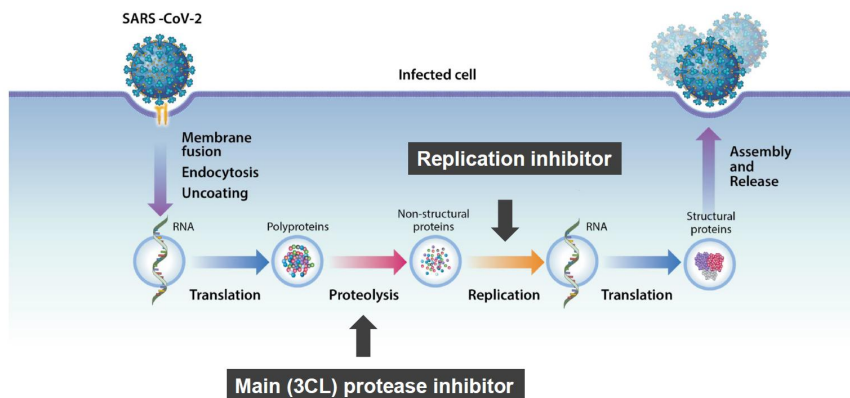 SARS -CoV-2
Infected cell
Membrane
fusion
Endocytosis
Uncoating
Replication inhibitor
Assembly
and
Release
RNA
Polyproteins
Non-structural
proteins
RNA
Structural
proteins
Translation
Proteolysis
Replication
Translation
Main (3CL) protease inhibitor